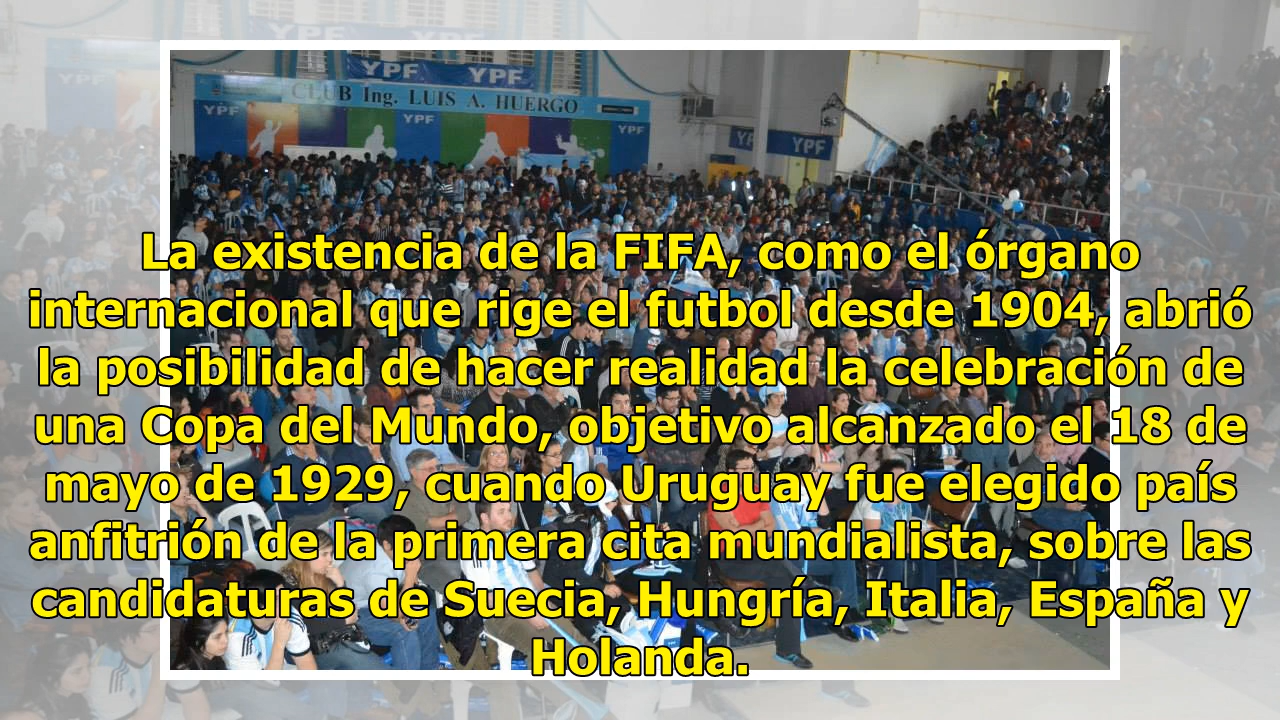 YPF
YPF YPF
CLUB Ing. LUIS A. HUERGO
YPF YPF YPF
YPF YPF
La existencia de la FIFA, como el órgano
internacional que rige el futbol desde 1904, abrió
la posibilidad de hacer realidad la celebración de
una Copa del Mundo, objetivo alcanzado el 18 de
mayo de 1929, cuando Uruguay fue elegido país
anfitrión de la primera cita mundialista, sobre las
candidaturas de Suecia, Hungría, Italia, España y
Holanda.